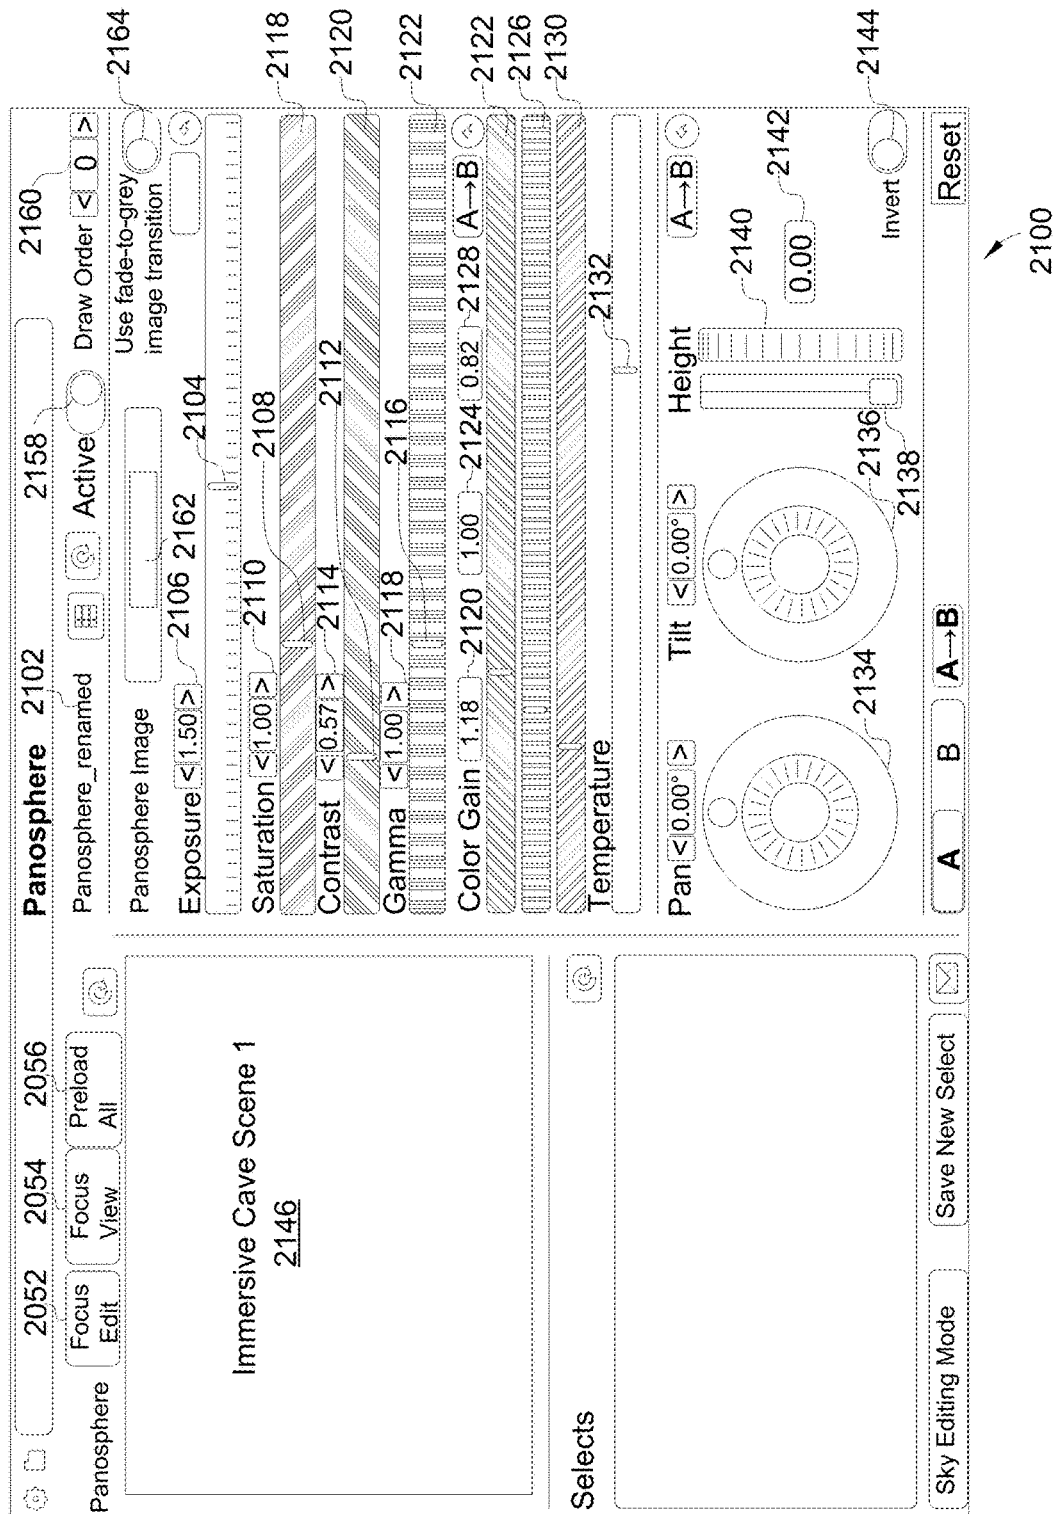 2052
2054
2056
Panosphere
2102
2158
2160
2164
Panosphere
Focus
Edit
Focus
View
Preload
All
Panosphere_renamed
Active
Draw Order < 0 >
Immersive Cave Scene 1
2146
Panosphere Image
2162
Use fade-to-grey
image transition
Exposure < 1.50 >
2106
2104
Saturation < 1.00 >
2110
2108
2118
Contrast < 0.57 >
2114
2112
2120
Gamma < 1.00 >
2118
2116
2122
Color Gain 1.18
2120
1.00
2124
0.82
2128
A→B
2122
2126
2130
Temperature
2132
Selects
Pan < 0.00° >
2134
Tilt < 0.00° >
2136
2138
Height
2140
0.00
2142
A→B
Invert
2144
Sky Editing Mode
Save New Select
A
B
A→B
Reset
2100